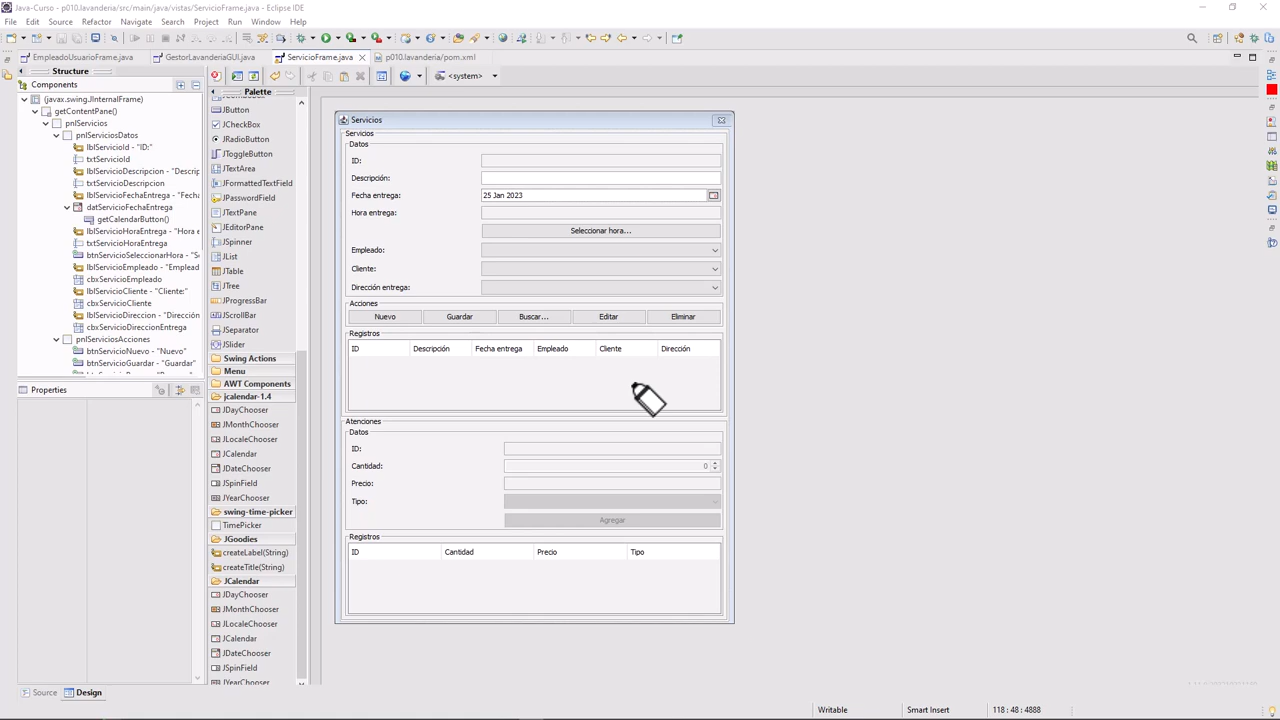 Java-Curso - p010.lavanderia/src/main/java/vistas/ServicioFrame.java - Eclipse IDE
File Edit Source Refactor Navigate Search Project Run Window Help
<system>
EmpleadoUsuarioFrame.java GestorLavanderiaGUI.java ServicioFrame.java p010.lavanderia/pom.xml
Structure
Components
(javax.swing.JInternalFrame)
getContentPane()
pnlServicios
pnlServiciosDatos
lblServicioId - "ID:"
txtServicioId
lblServicioDescripcion - "Descrip
txtServicioDescripcion
lblServicioFechaEntrega - "Fecha
datServicioFechaEntrega
getCalendarButton()
lblServicioHoraEntrega - "Hora e
txtServicioHoraEntrega
btnServicioSeleccionarHora - "S
lblServicioEmpleado - "Emplead
cbxServicioEmpleado
lblServicioCliente - "Cliente:"
cbxServicioCliente
lblServicioDireccion - "Direcció
cbxServicioDireccionEntrega
pnlServiciosAcciones
btnServicioNuevo - "Nuevo"
btnServicioGuardar - "Guardar"
Properties
Palette
JButton
JCheckBox
JRadioButton
JToggleButton
JTextArea
JFormattedTextField
JPasswordField
JTextPane
JEditorPane
JSpinner
JList
JTable
JTree
JProgressBar
JScrollBar
JSeparator
JSlider
Swing Actions
Menu
AWT Components
jcalendar-1.4
JDayChooser
JMonthChooser
JLocaleChooser
JCalendar
JDateChooser
JSpinField
JYearChooser
swing-time-picker
TimePicker
JGoodies
createLabel(String)
createTitle(String)
JCalendar
JDayChooser
JMonthChooser
JLocaleChooser
JCalendar
JDateChooser
JSpinField
JYearChooser
Servicios
Servicios
Datos
ID:
Descripción:
Fecha entrega: 25 Jan 2023
Hora entrega:
Seleccionar hora...
Empleado:
Cliente:
Dirección entrega:
Acciones
Nuevo Guardar Buscar... Editar Eliminar
Registros
ID Descripción Fecha entrega Empleado Cliente Dirección
Atenciones
Datos
ID:
Cantidad: 0
Precio:
Tipo:
Agregar
Registros
ID Cantidad Precio Tipo
Source Design
Writable Smart Insert 118 : 48 : 4888